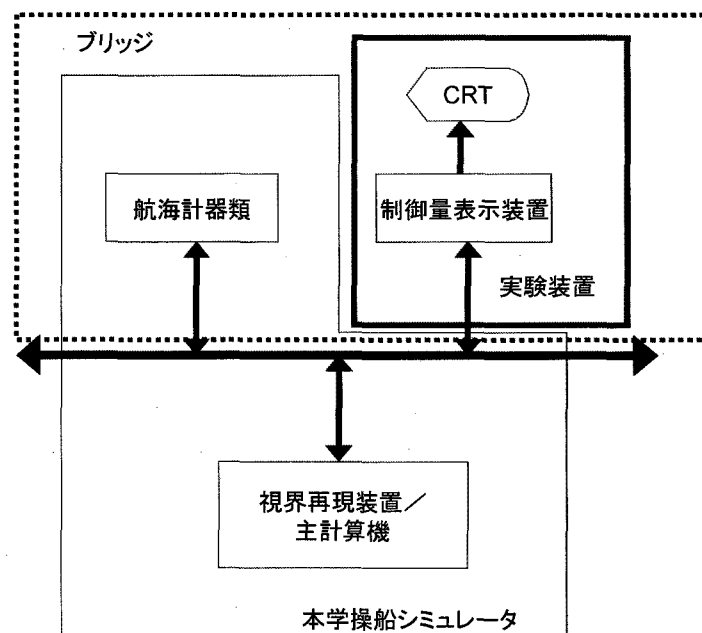 ブリッジ
CRT
航海計器類
制御量表示装置
実験装置
視界再現装置／
主計算機
本学操船シミュレータ